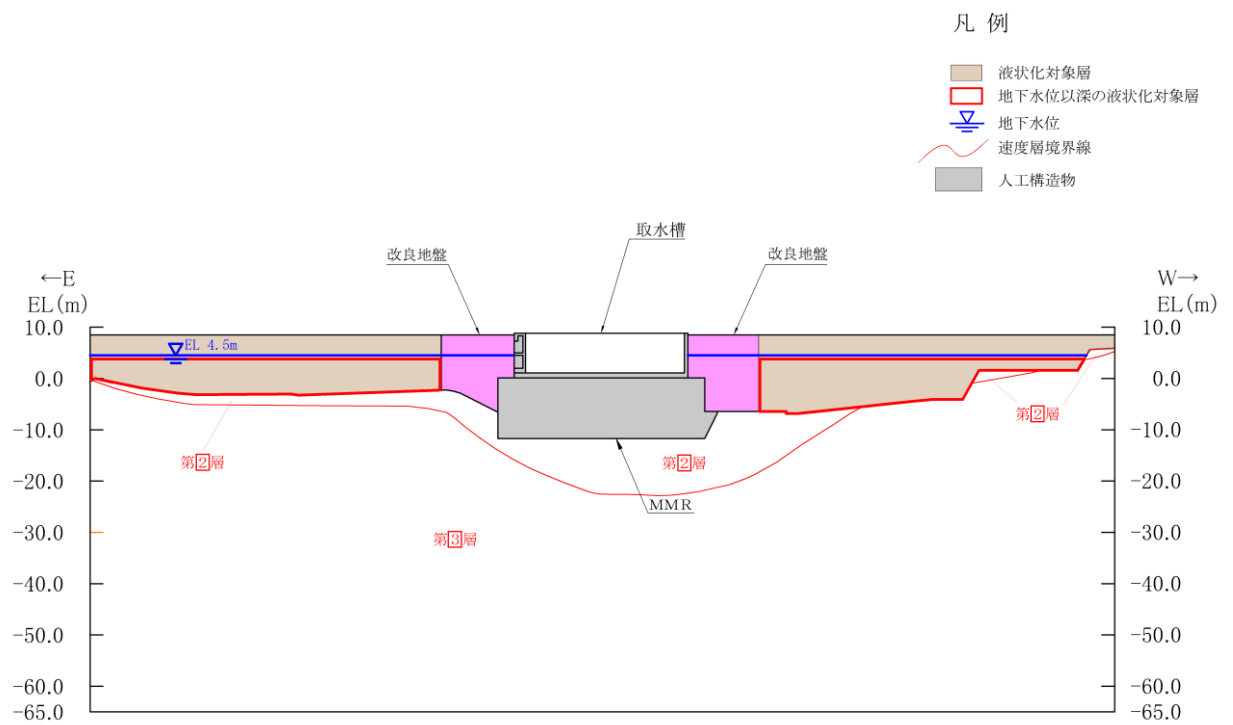 凡 例
液状化対象層
地下水位以深の液状化対象層
地下水位
速度層境界線
人工構造物
取水槽
改良地盤
改良地盤
←E
EL(m)
W→
EL(m)
10.0
0.0
-10.0
-20.0
-30.0
-40.0
-50.0
-60.0
-65.0
EL 4.5m
第2層
第2層
第2層
MMR
第3層
10.0
0.0
-10.0
-20.0
-30.0
-40.0
-50.0
-60.0
-65.0